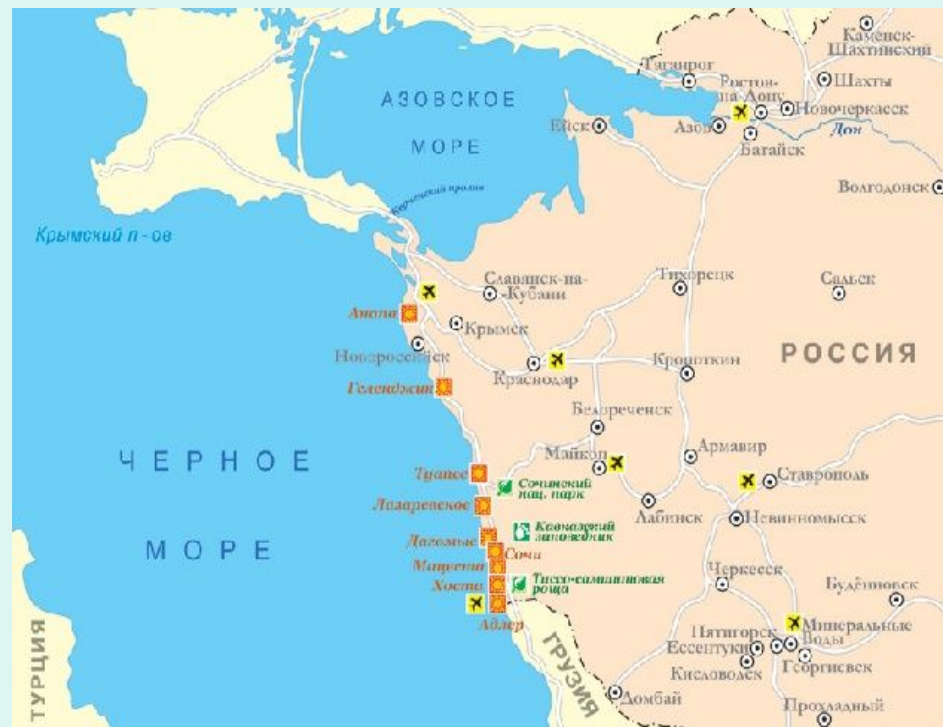 Каменск-
Шахтинский
Таганрог
Шахты
Ростов-
на-Дону
Новочеркасск
АЗОВСКОЕ
МОРЕ
Ейск
Азов
Дон
Батайск
Волгодонск
Керченский пролив
Крымский п-ов
Славянск-на-
Кубани
Тихорецк
Сальск
Анапа
Крымск
Новороссийск
Краснодар
Кропоткин
РОССИЯ
Геленджик
Белореченск
ЧЕРНОЕ
МОРЕ
Майкоп
Армавир
Ставрополь
Туапсе
Сочинский
нац. парк
Лазаревское
Лабинск
Невинномысск
Кавказский
заповедник
Дагомыс
Сочи
Мацеста
Хоста
Тиссо-самшитовая
роща
Черкесск
Будённовск
Адлер
Минеральные
Воды
Пятигорск
Ессентуки
Георгиевск
Кисловодск
ТУРЦИЯ
ГРУЗИЯ
Домбай
Прохладный